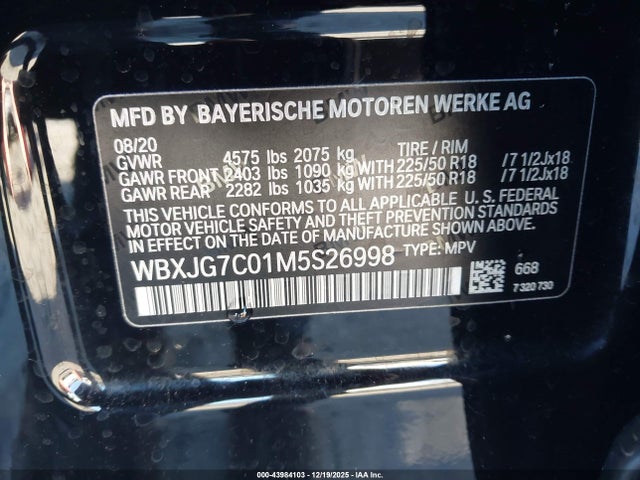 MFD BY BAYERISCHE MOTOREN WERKE AG
08/20 TIRE / RIM
GVWR 4575 lbs 2075 kg
GAWR FRONT 2403 lbs 1090 kg WITH 225/50 R18 /7 1/2Jx18
GAWR REAR 2282 lbs 1035 kg WITH 225/50 R18 /7 1/2Jx18
THIS VEHICLE CONFORMS TO ALL APPLICABLE U. S. FEDERAL
MOTOR VEHICLE SAFETY, BUMPER, AND THEFT PREVENTION STANDARDS
IN EFFECT ON THE DATE OF MANUFACTURE SHOWN ABOVE.
WBXJG7C01M5S26998 TYPE: MPV
668
7 320 730
000-43984103 - 12/19/2025 - IAA Inc.